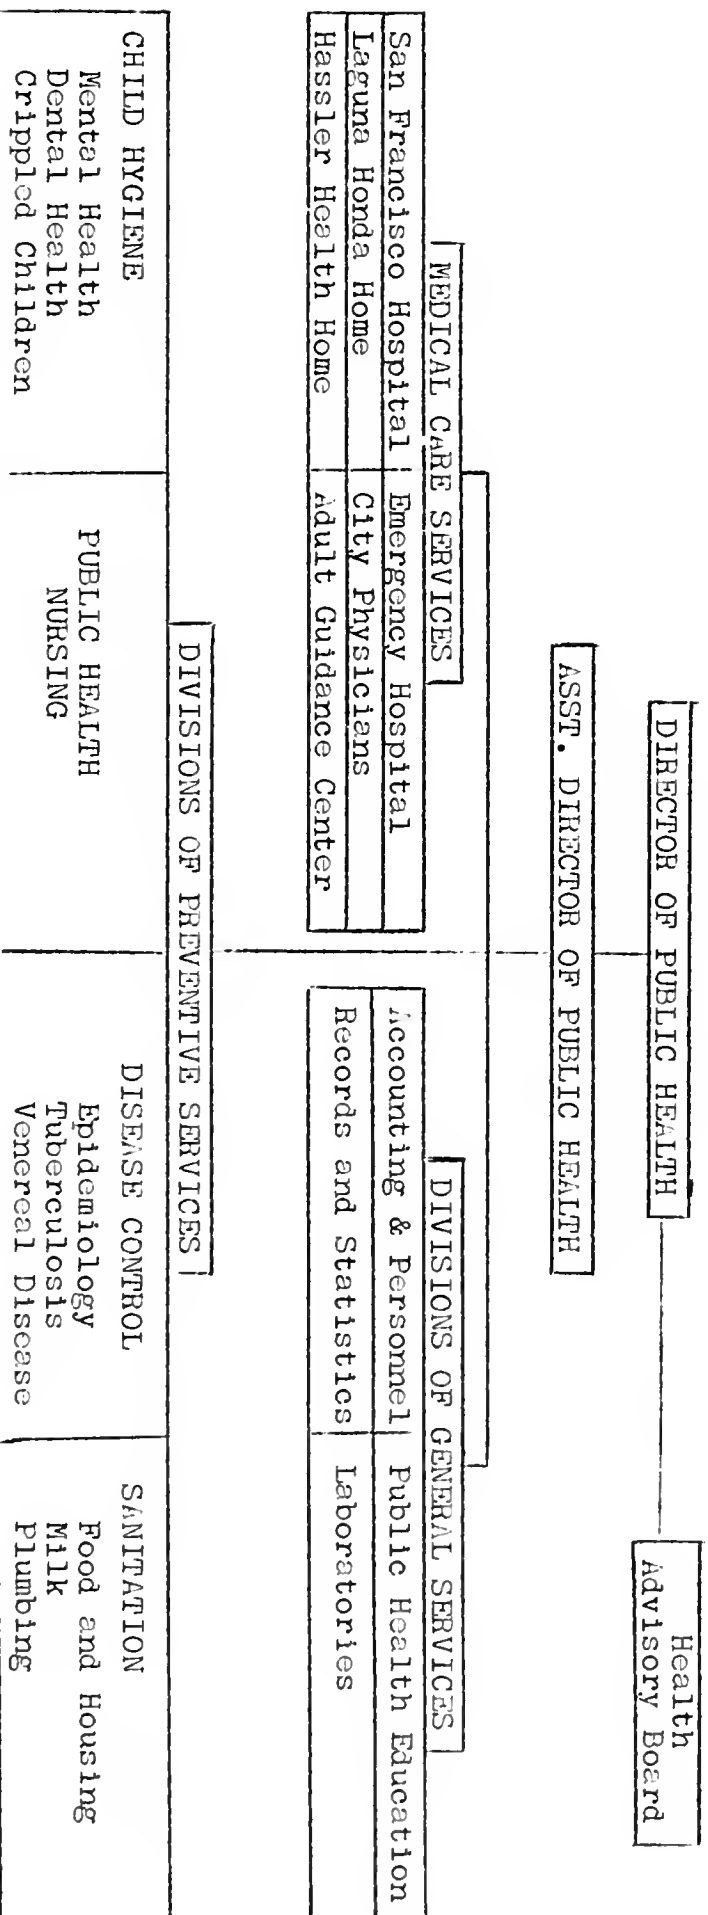 DIRECTOR OF PUBLIC HEALTH
Health
Advisory Board
ASST. DIRECTOR OF PUBLIC HEALTH
MEDICAL CARE SERVICES
San Francisco Hospital
Emergency Hospital
Laguna Honda Home
City Physicians
Hassler Health Home
Adult Guidance Center
DIVISIONS OF GENERAL SERVICES
Accounting & Personnel
Public Health Education
Records and Statistics
Laboratories
DIVISIONS OF PREVENTIVE SERVICES
CHILD HYGIENE
Mental Health
Dental Health
Crippled Children
PUBLIC HEALTH
NURSING
DISEASE CONTROL
Epidemiology
Tuberculosis
Venereal Disease
SANITATION
Food and Housing
Milk
Plumbing